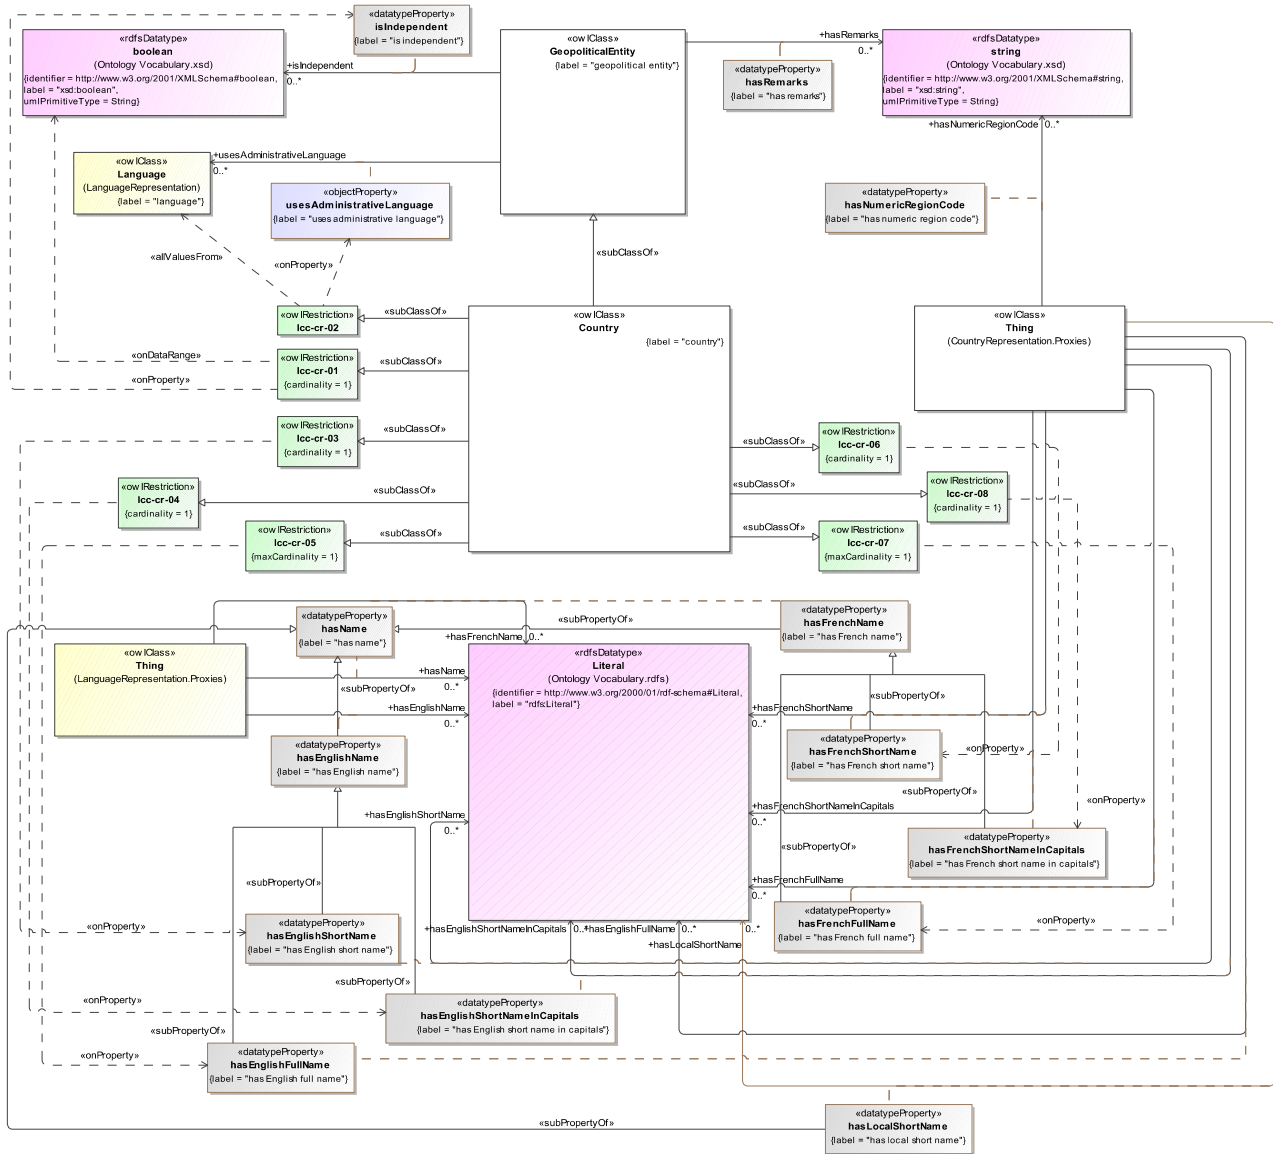 «datatypeProperty»
isIndependent
{label = "is independent"}
«rdfsDatatype»
boolean
(Ontology Vocabulary.xsd)
{identifier = http://www.w3.org/2001/XMLSchema#boolean,
label = "xsd:boolean",
umlPrimitiveType = String}
+isIndependent
0..*
«owlClass»
GeopoliticalEntity
{label = "geopolitical entity"}
+hasRemarks
0..*
«datatypeProperty»
hasRemarks
{label = "has remarks"}
«rdfsDatatype»
string
(Ontology Vocabulary.xsd)
{identifier = http://www.w3.org/2001/XMLSchema#string,
label = "xsd:string",
umlPrimitiveType = String}
+hasNumericRegionCode
0..*
«owlClass»
Language
(LanguageRepresentation)
{label = "language"}
+usesAdministrativeLanguage
0..*
«objectProperty»
usesAdministrativeLanguage
{label = "uses administrative language"}
«datatypeProperty»
hasNumericRegionCode
{label = "has numeric region code"}
«allValuesFrom»
«onProperty»
«subClassOf»
«owlRestriction»
lcc-cr-02
«subClassOf»
«owlClass»
Country
{label = "country"}
«owlClass»
Thing
(CountryRepresentation.Proxies)
«onDataRange»
«onProperty»
«owlRestriction»
lcc-cr-01
{cardinality = 1}
«subClassOf»
«owlRestriction»
lcc-cr-03
{cardinality = 1}
«subClassOf»
«subClassOf»
«owlRestriction»
lcc-cr-06
{cardinality = 1}
«owlRestriction»
lcc-cr-04
{cardinality = 1}
«subClassOf»
«subClassOf»
«owlRestriction»
lcc-cr-08
{cardinality = 1}
«owlRestriction»
lcc-cr-05
{maxCardinality = 1}
«subClassOf»
«subClassOf»
«owlRestriction»
lcc-cr-07
{maxCardinality = 1}
«datatypeProperty»
hasName
{label = "has name"}
«subPropertyOf»
«datatypeProperty»
hasFrenchName
{label = "has French name"}
+hasFrenchName
0..*
«owlClass»
Thing
(LanguageRepresentation.Proxies)
+hasName
0..*
«subPropertyOf»
+hasEnglishName
0..*
«rdfsDatatype»
Literal
(Ontology Vocabulary.rdfs)
{identifier = http://www.w3.org/2000/01/rdf-schema#Literal,
label = "rdfs:Literal"}
«subPropertyOf»
+hasFrenchShortName
0..*
«datatypeProperty»
hasEnglishName
{label = "has English name"}
«datatypeProperty»
hasFrenchShortName
{label = "has French short name"}
«onProperty»
«subPropertyOf»
+hasFrenchShortNameInCapitals
0..*
«onProperty»
+hasEnglishShortName
0..*
«datatypeProperty»
hasFrenchShortNameInCapitals
{label = "has French short name in capitals"}
«subPropertyOf»
«subPropertyOf»
+hasFrenchFullName
0..*
«datatypeProperty»
hasFrenchFullName
{label = "has French full name"}
«onProperty»
«onProperty»
«datatypeProperty»
hasEnglishShortName
{label = "has English short name"}
+hasEnglishShortNameInCapitals
0..*
+hasEnglishFullName
0..*
0..*
+hasLocalShortName
«subPropertyOf»
«onProperty»
«datatypeProperty»
hasEnglishShortNameInCapitals
{label = "has English short name in capitals"}
«subPropertyOf»
«onProperty»
«datatypeProperty»
hasEnglishFullName
{label = "has English full name"}
«subPropertyOf»
«datatypeProperty»
hasLocalShortName
{label = "has local short name"}